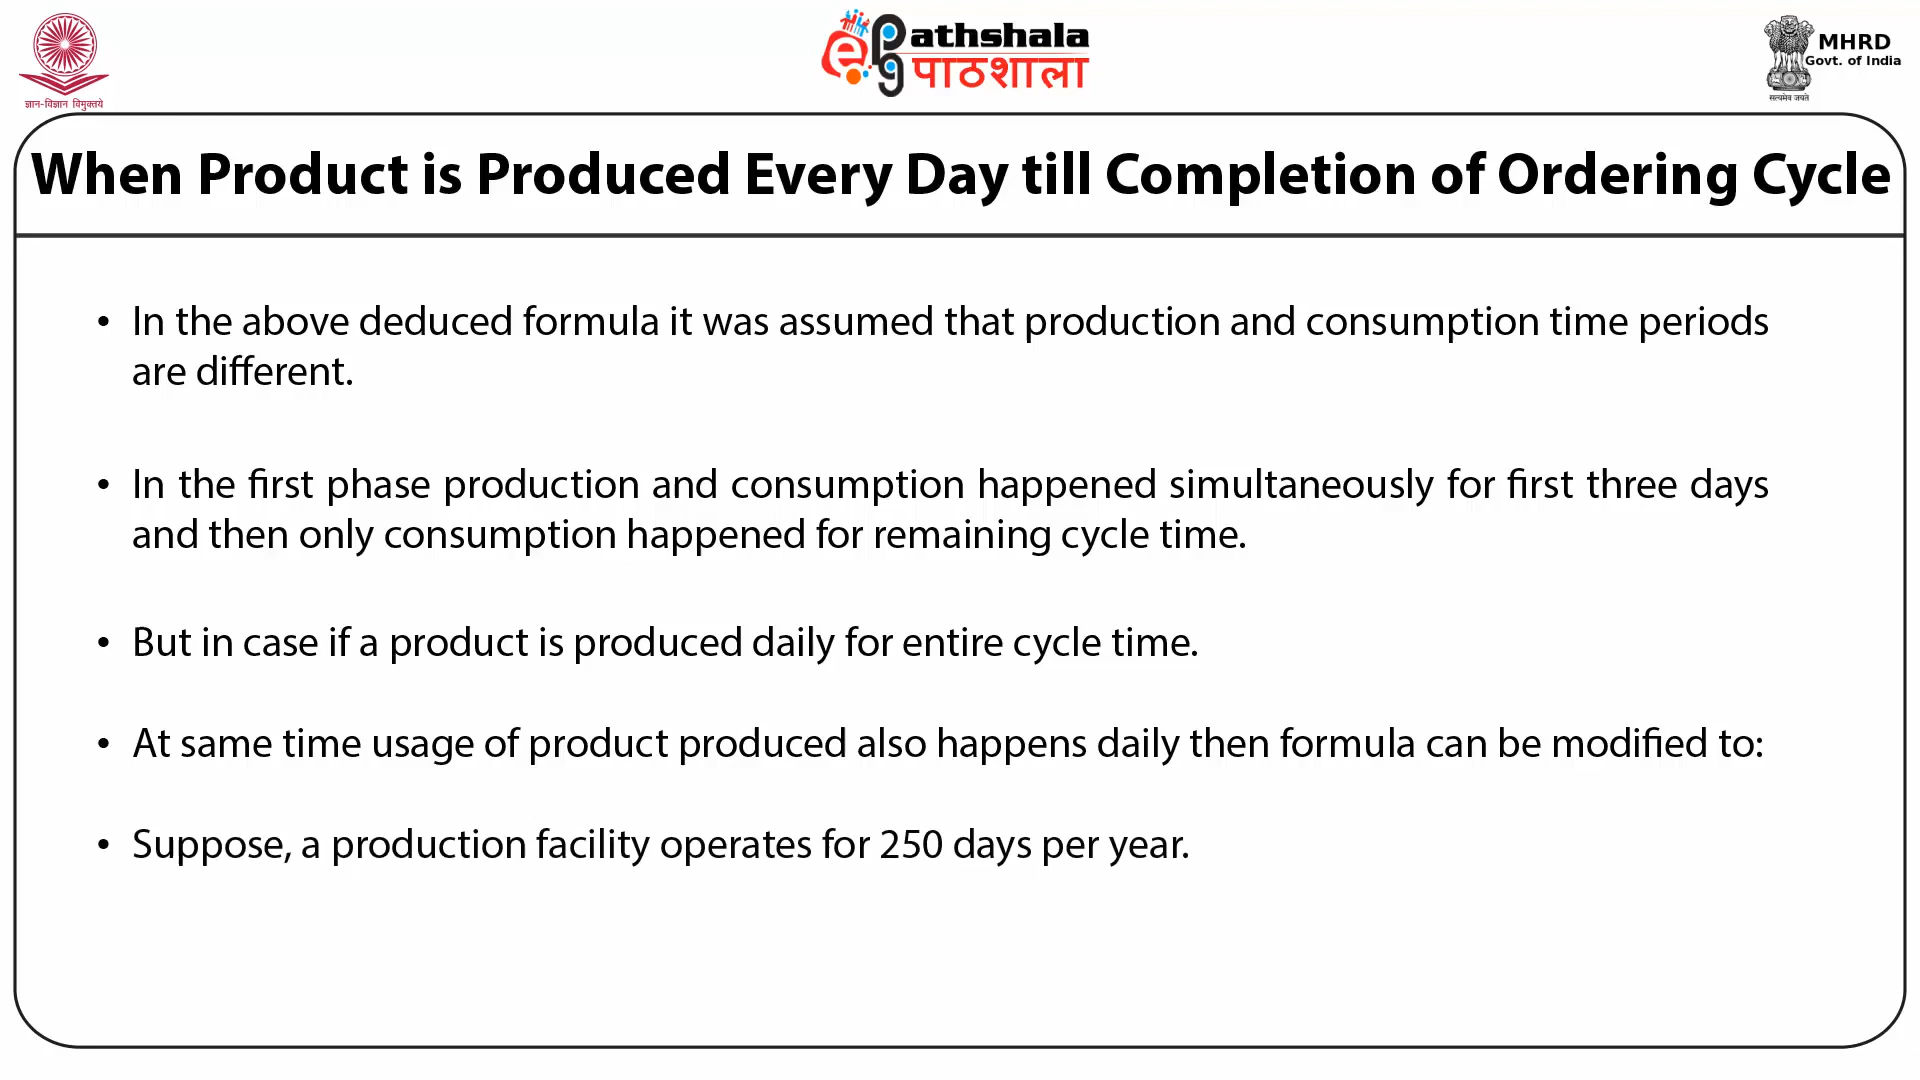 ज्ञान-विज्ञान विमुक्तये
ePathshala
पाठशाला
MHRD
Govt. of India
सत्यमेव जयते
When Product is Produced Every Day till Completion of Ordering Cycle
• In the above deduced formula it was assumed that production and consumption time periods
are different.
• In the first phase production and consumption happened simultaneously for first three days
and then only consumption happened for remaining cycle time.
• But in case if a product is produced daily for entire cycle time.
• At same time usage of product produced also happens daily then formula can be modified to:
• Suppose, a production facility operates for 250 days per year.